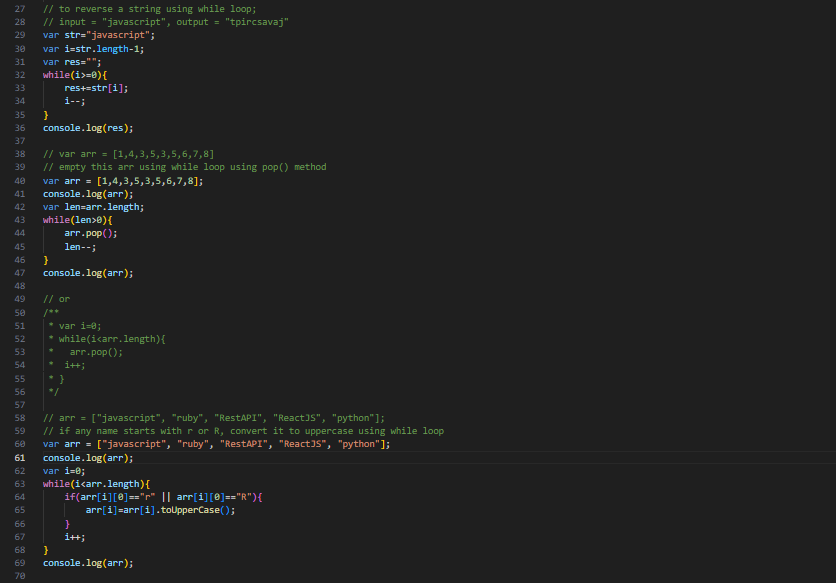 27 // to reverse a string using while loop;
28 // input = "javascript", output = "tpircsavaj"
29 var str="javascript";
30 var i=str.length-1;
31 var res="";
32 while(i>=0){
33     res+=str[i];
34     i--;
35 }
36 console.log(res);
37
38 // var arr = [1,4,3,5,3,5,6,7,8]
39 // empty this arr using while loop using pop() method
40 var arr = [1,4,3,5,3,5,6,7,8];
41 console.log(arr);
42 var len=arr.length;
43 while(len>0){
44     arr.pop();
45     len--;
46 }
47 console.log(arr);
48
49 // or
50 /**
51  * var i=0;
52  * while(i<arr.length){
53  *   arr.pop();
54  *  i++;
55  * }
56  */
57
58 // arr = ["javascript", "ruby", "RestAPI", "ReactJS", "python"];
59 // if any name starts with r or R, convert it to uppercase using while loop
60 var arr = ["javascript", "ruby", "RestAPI", "ReactJS", "python"];
61 console.log(arr);
62 var i=0;
63 while(i<arr.length){
64     if(arr[i][0]=="r" || arr[i][0]=="R"){
65         arr[i]=arr[i].toUpperCase();
66     }
67     i++;
68 }
69 console.log(arr);
70